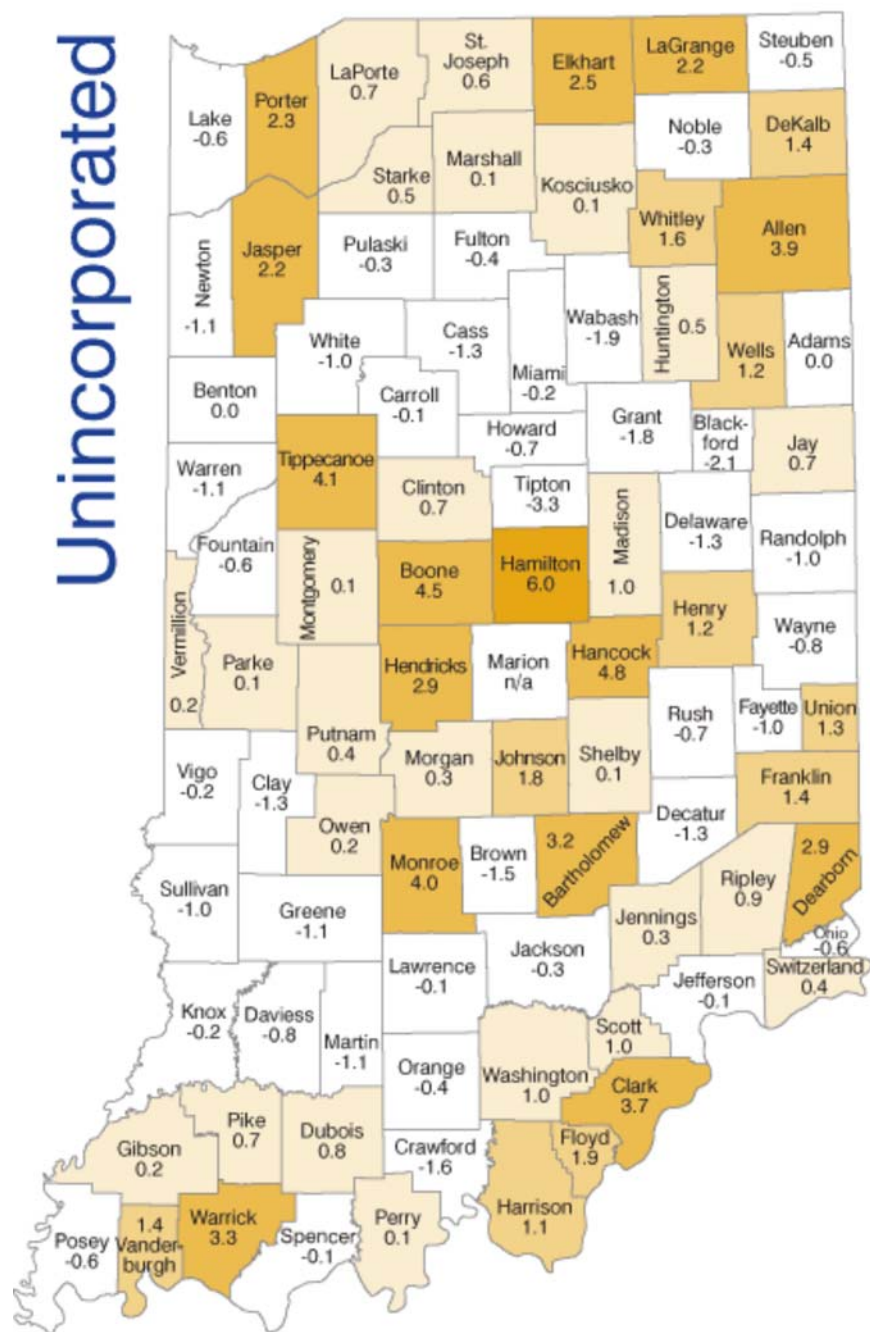 Unincorporated
Lake
-0.6
Porter
2.3
LaPorte
0.7
St.
Joseph
0.6
Elkhart
2.5
LaGrange
2.2
Steuben
-0.5
Noble
-0.3
DeKalb
1.4
Starke
0.5
Marshall
0.1
Kosciusko
0.1
Whitley
1.6
Allen
3.9
Newton
-1.1
Jasper
2.2
Pulaski
-0.3
Fulton
-0.4
Wabash
-1.9
Huntington
0.5
Wells
1.2
Adams
0.0
White
-1.0
Cass
-1.3
Miami
-0.2
Benton
0.0
Carroll
-0.1
Howard
-0.7
Grant
-1.8
Black-
ford
-2.1
Jay
0.7
Warren
-1.1
Tippecanoe
4.1
Clinton
0.7
Tipton
-3.3
Madison
1.0
Delaware
-1.3
Randolph
-1.0
Fountain
-0.6
Montgomery
0.1
Boone
4.5
Hamilton
6.0
Henry
1.2
Wayne
-0.8
Vermillion
0.2
Parke
0.1
Hendricks
2.9
Marion
n/a
Hancock
4.8
Rush
-0.7
Fayette
-1.0
Union
1.3
Putnam
0.4
Morgan
0.3
Johnson
1.8
Shelby
0.1
Franklin
1.4
Vigo
-0.2
Clay
-1.3
Owen
0.2
Decatur
-1.3
Monroe
4.0
Brown
-1.5
3.2
Bartholomew
Ripley
0.9
2.9
Dearborn
Sullivan
-1.0
Greene
-1.1
Jennings
0.3
Ohio
-0.6
Lawrence
-0.1
Jackson
-0.3
Jefferson
-0.1
Switzerland
0.4
Knox
-0.2
Daviess
-0.8
Martin
-1.1
Orange
-0.4
Washington
1.0
Scott
1.0
Clark
3.7
Gibson
0.2
Pike
0.7
Dubois
0.8
Crawford
-1.6
Floyd
1.9
Harrison
1.1
Posey
-0.6
1.4
Vander-
burgh
Warrick
3.3
Spencer
-0.1
Perry
0.1